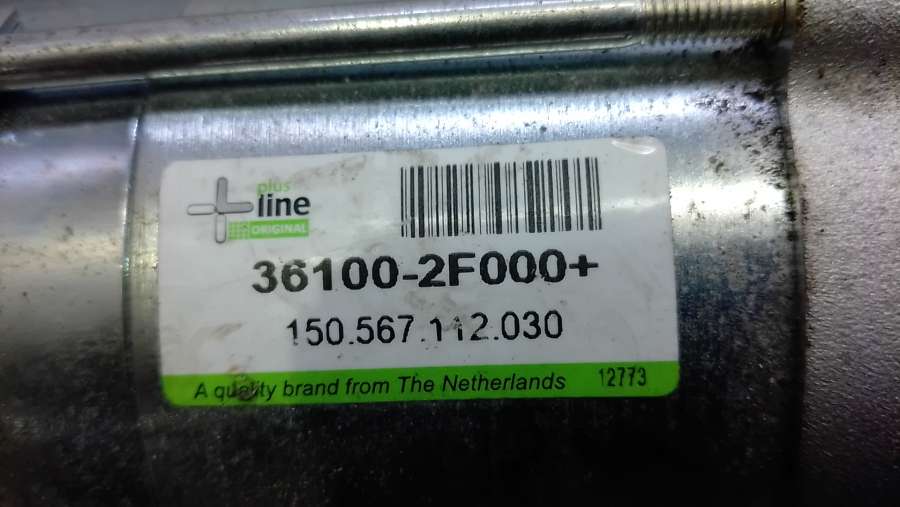 plus
line
ORIGINAL
36100-2F000+
150.567.112.030
A quality brand from The Netherlands 12773